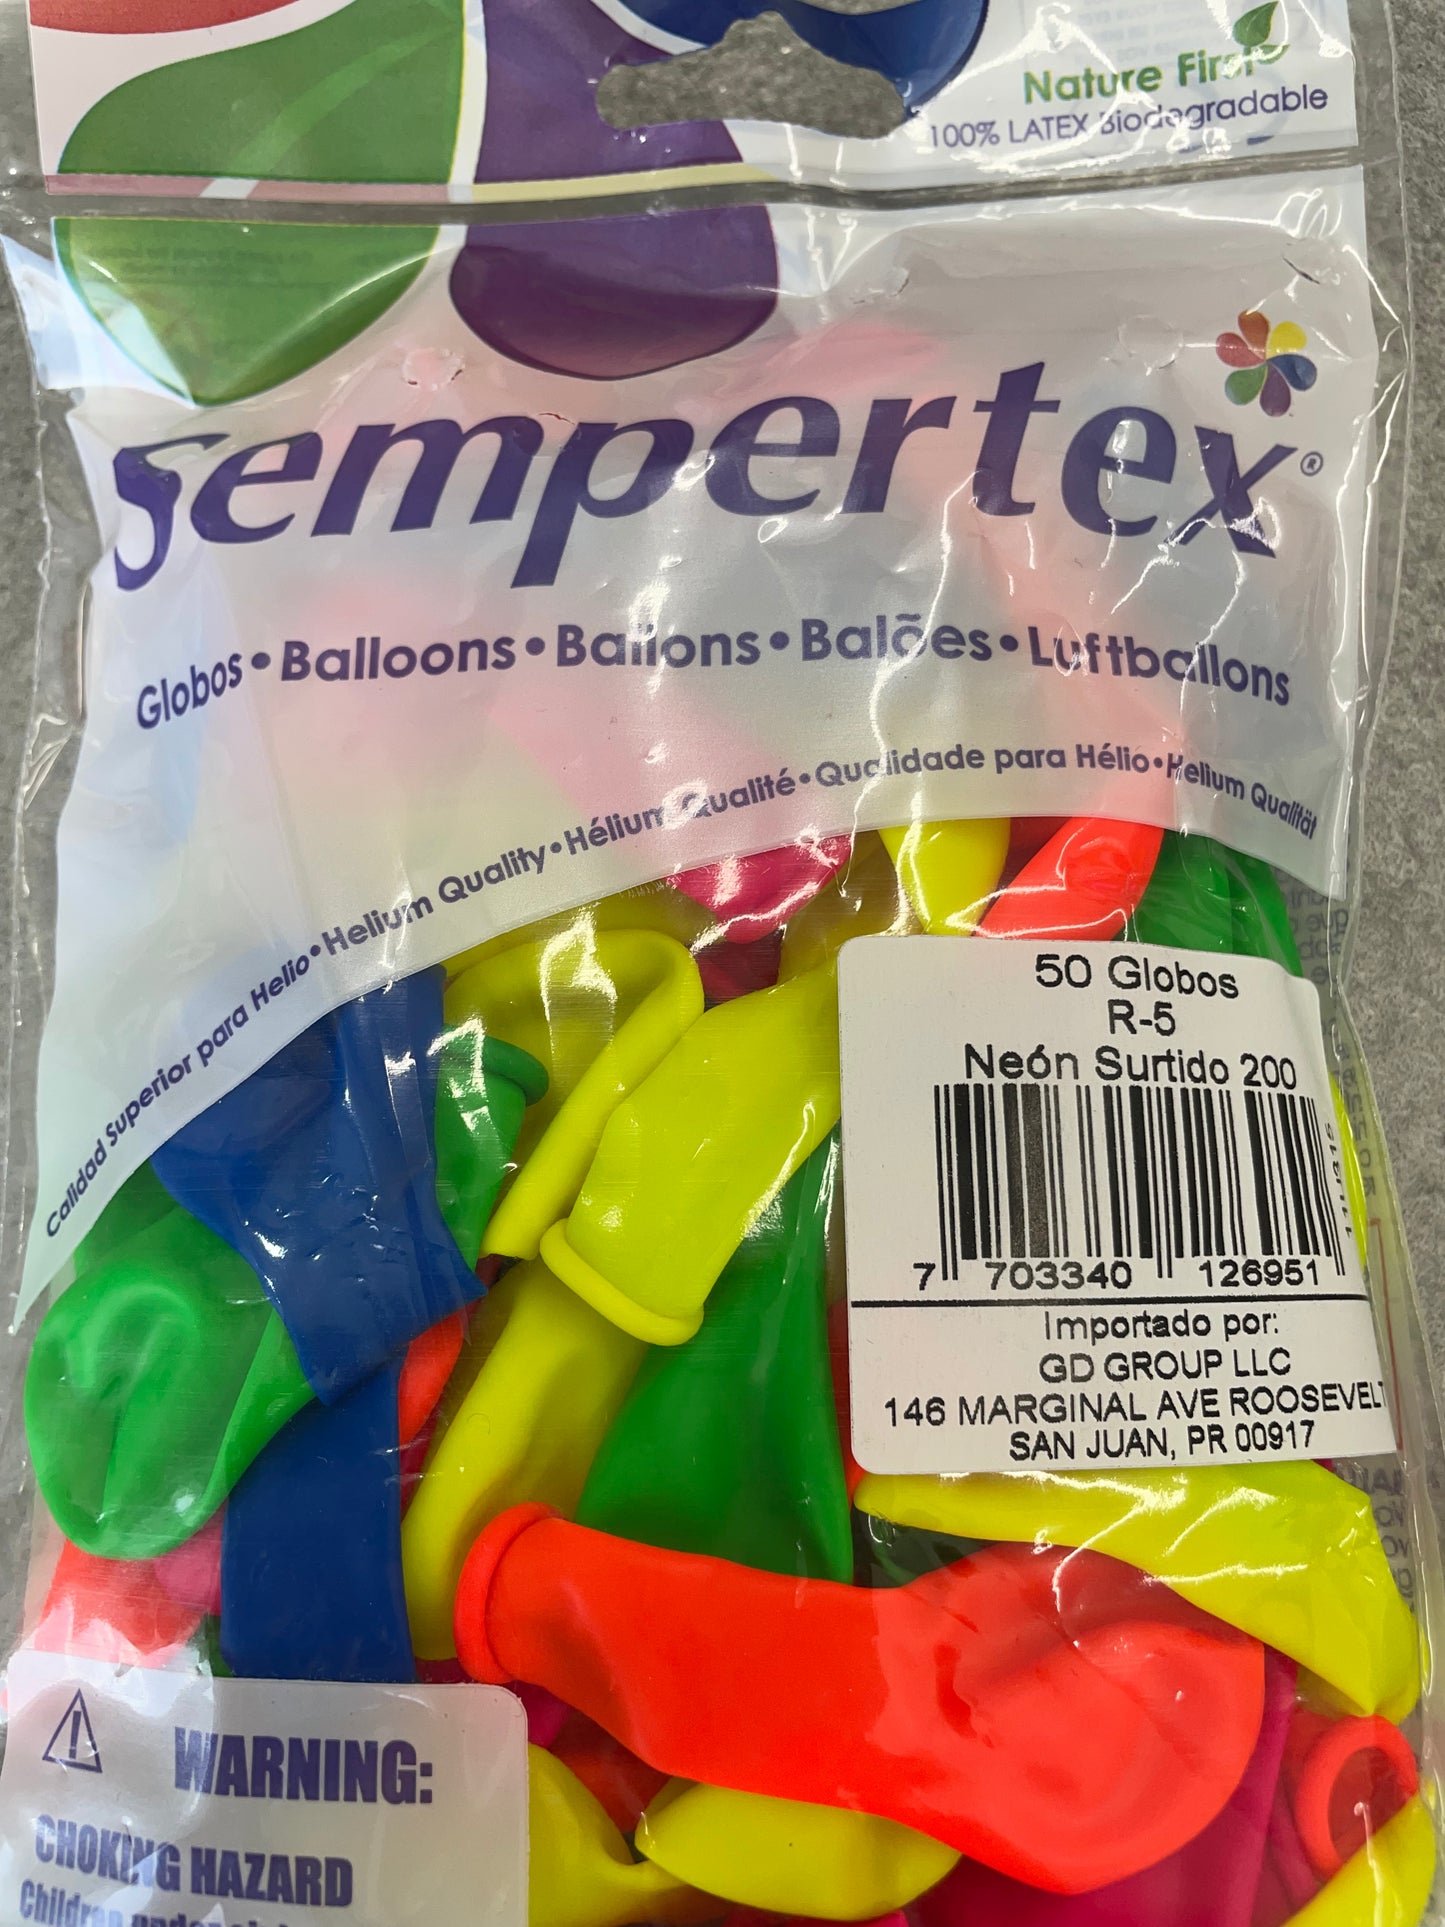 Nature First
100% LATEX Biodegradable
Sempertex®
Globos • Balloons • Ballons • Balões • Luftballons
Calidad Superior para Helio • Helium Quality • Hélium Qualité • Qualidade para Hélio • Helium Qualität
50 Globos
R-5
Neón Surtido 200
7 703340 126951
Importado por:
GD GROUP LLC
146 MARGINAL AVE ROOSEVELT
SAN JUAN, PR 00917
WARNING:
CHOKING HAZARD
Children